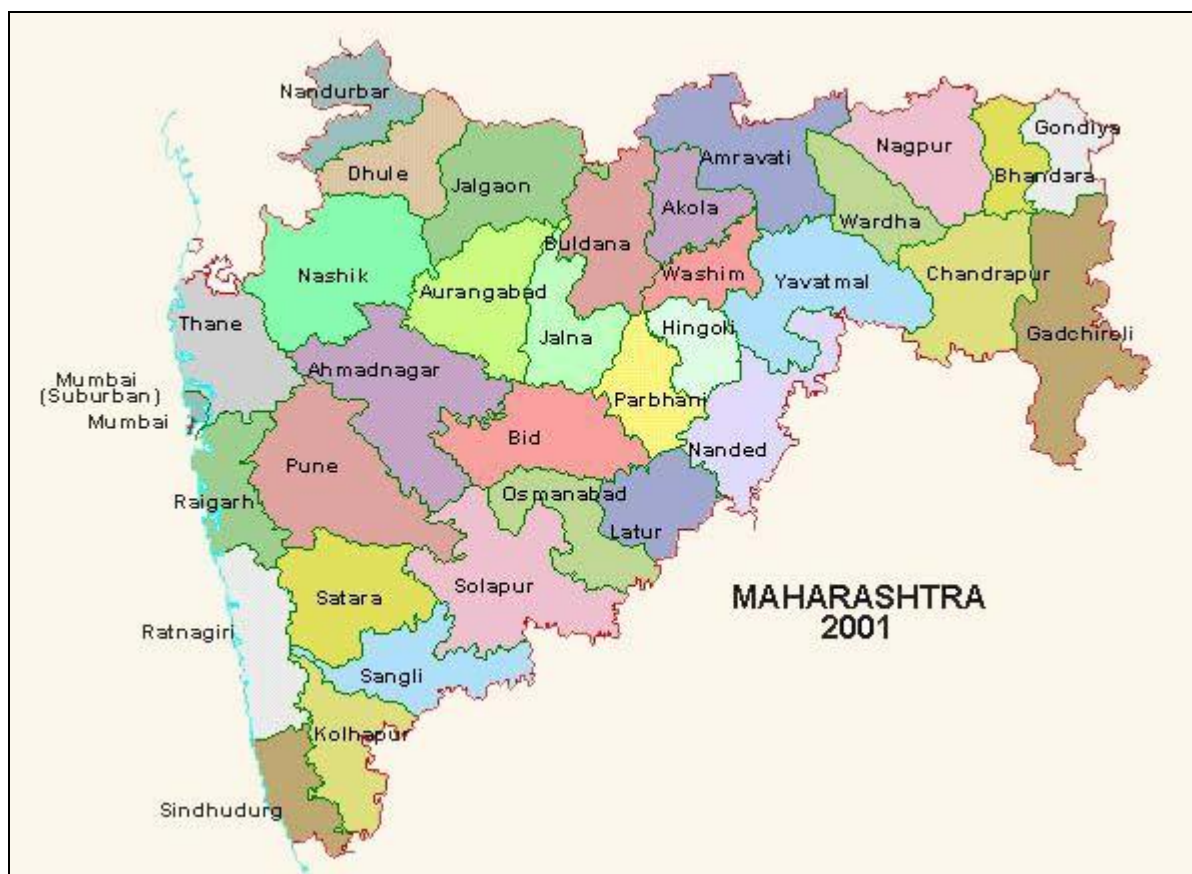 Nandurbar
Dhule
Jalgaon
Buldana
Akola
Amravati
Nagpur
Gondiya
Bhandara
Wardha
Nashik
Aurangabad
Jalna
Washim
Hingoli
Yavatmal
Chandrapur
Gadchireli
Thane
Ahmadnagar
Parbhani
Mumbai
(Suburban)
Mumbai
Pune
Bid
Nanded
Raigarh
Osmanabad
Latur
Satara
Solapur
Ratnagiri
Sangli
Kolhapur
Sindhudurg
MAHARASHTRA
2001